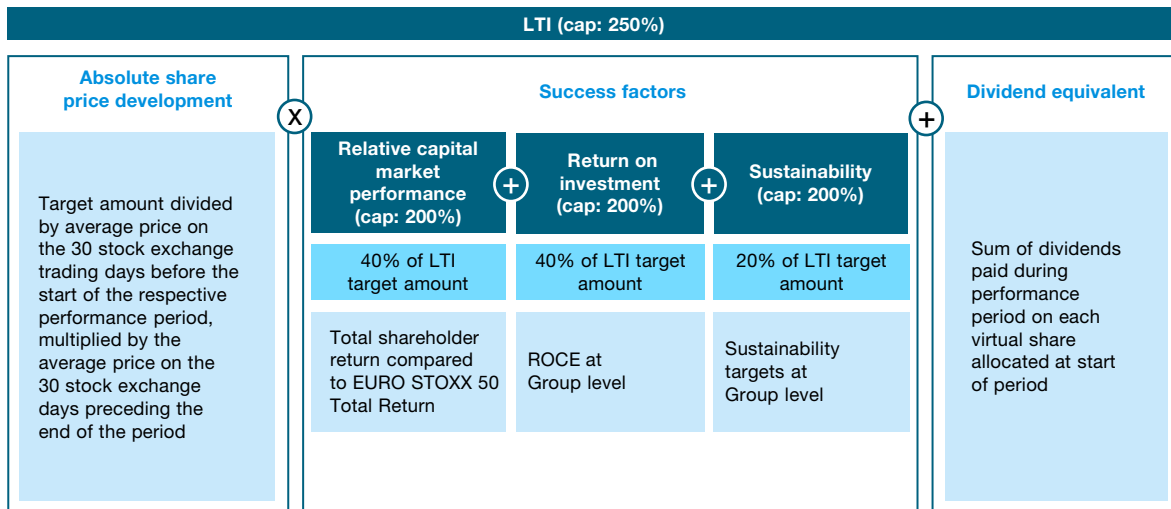 LTI (cap: 250%)
Absolute share
price development
X
Success factors
+
Dividend equivalent
Target amount divided
by average price on
the 30 stock exchange
trading days before the
start of the respective
performance period,
multiplied by the
average price on the
30 stock exchange
days preceding the
end of the period
Relative capital
market
performance
(cap: 200%)
+
Return on
investment
(cap: 200%)
+
Sustainability
(cap: 200%)
40% of LTI
target amount
40% of LTI target
amount
20% of LTI target
amount
Total shareholder
return compared
to EURO STOXX 50
Total Return
ROCE at
Group level
Sustainability
targets at
Group level
Sum of dividends
paid during
performance
period on each
virtual share
allocated at start
of period